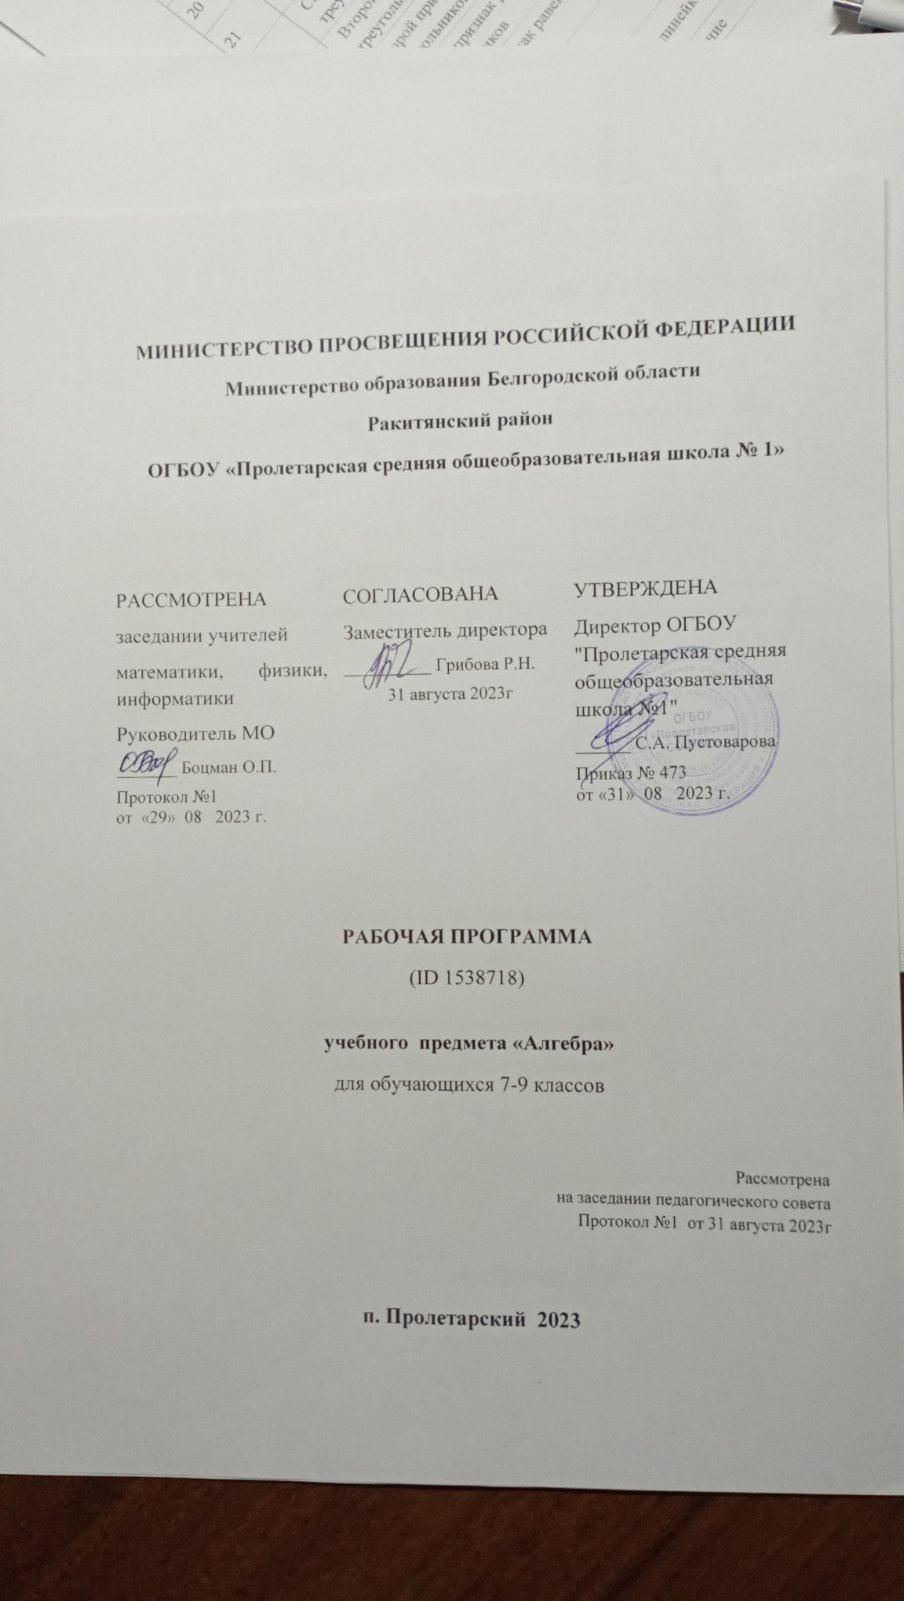 20
21
МИНИСТЕРСТВО ПРОСВЕЩЕНИЯ РОССИЙСКОЙ ФЕДЕРАЦИИ
Министерство образования Белгородской области
Ракитянский район
ОГБОУ «Пролетарская средняя общеобразовательная школа № 1»
РАССМОТРЕНА
заседании учителей
математики, физики,
информатики
Руководитель МО
Боцман О.П.
Протокол №1
от «29» 08 2023 г.
СОГЛАСОВАНА
Заместитель директора
Грибова Р.Н.
31 августа 2023г
УТВЕРЖДЕНА
Директор ОГБОУ
"Пролетарская средняя
общеобразовательная
школа №1"
С.А. Пустоварова
Приказ № 473
от «31» 08 2023 г.
ОГБОУ
«Пролетарская
РАБОЧАЯ ПРОГРАММА
(ID 1538718)
учебного предмета «Алгебра»
для обучающихся 7-9 классов
Рассмотрена
на заседании педагогического совета
Протокол №1 от 31 августа 2023г
п. Пролетарский 2023